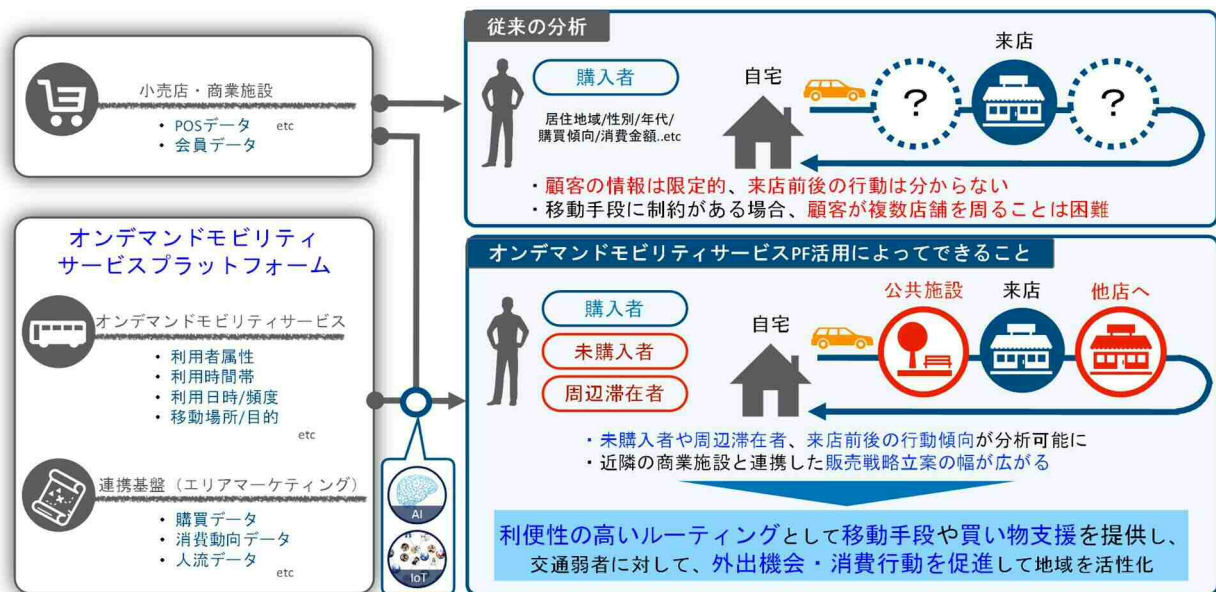 小売店・商業施設
・ POSデータ etc
・ 会員データ
オンデマンドモビリティ
サービスプラットフォーム
オンデマンドモビリティサービス
・ 利用者属性
・ 利用時間帯
・ 利用日時/頻度
・ 移動場所/目的
etc
連携基盤（エリアマーケティング）
・ 購買データ
・ 消費動向データ
・ 人流データ
etc
AI
IoT
従来の分析
購入者
居住地域/性別/年代/
購買傾向/消費金額..etc
自宅
?
来店
?
・顧客の情報は限定的、来店前後の行動は分からない
・移動手段に制約がある場合、顧客が複数店舗を周ることは困難
オンデマンドモビリティサービスPF活用によってできること
購入者
未購入者
周辺滞在者
自宅
公共施設
来店
他店へ
・未購入者や周辺滞在者、来店前後の行動傾向が分析可能に
・近隣の商業施設と連携した販売戦略立案の幅が広がる
利便性の高いルーティングとして移動手段や買い物支援を提供し、
交通弱者に対して、外出機会・消費行動を促進して地域を活性化